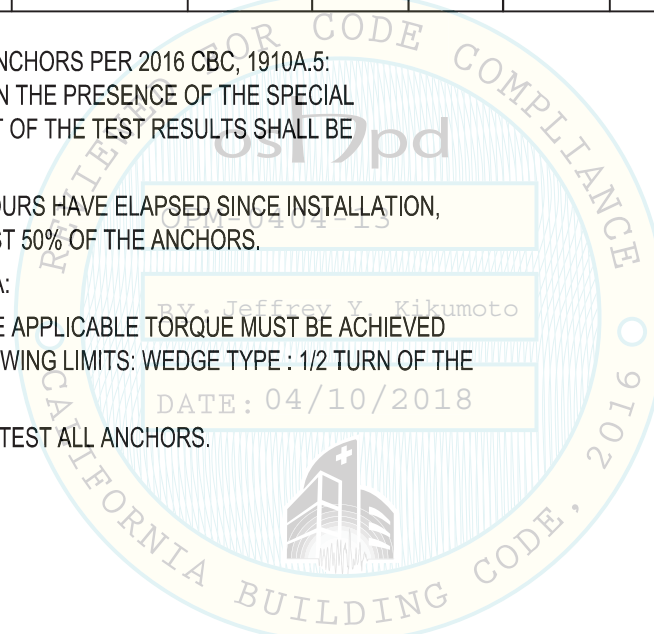 NCHORS PER 2016 CBC, 1910A.5:
N THE PRESENCE OF THE SPECIAL
T OF THE TEST RESULTS SHALL BE
OURS HAVE ELAPSED SINCE INSTALLATION,
ST 50% OF THE ANCHORS.
A:
E APPLICABLE TORQUE MUST BE ACHIEVED
WING LIMITS: WEDGE TYPE : 1/2 TURN OF THE
TEST ALL ANCHORS.
REVIEWED FOR CODE COMPLIANCE
oshpd
OPM-0404-13
BY: Jeffrey Y. Kikumoto
DATE: 04/10/2018
CALIFORNIA BUILDING CODE, 2016